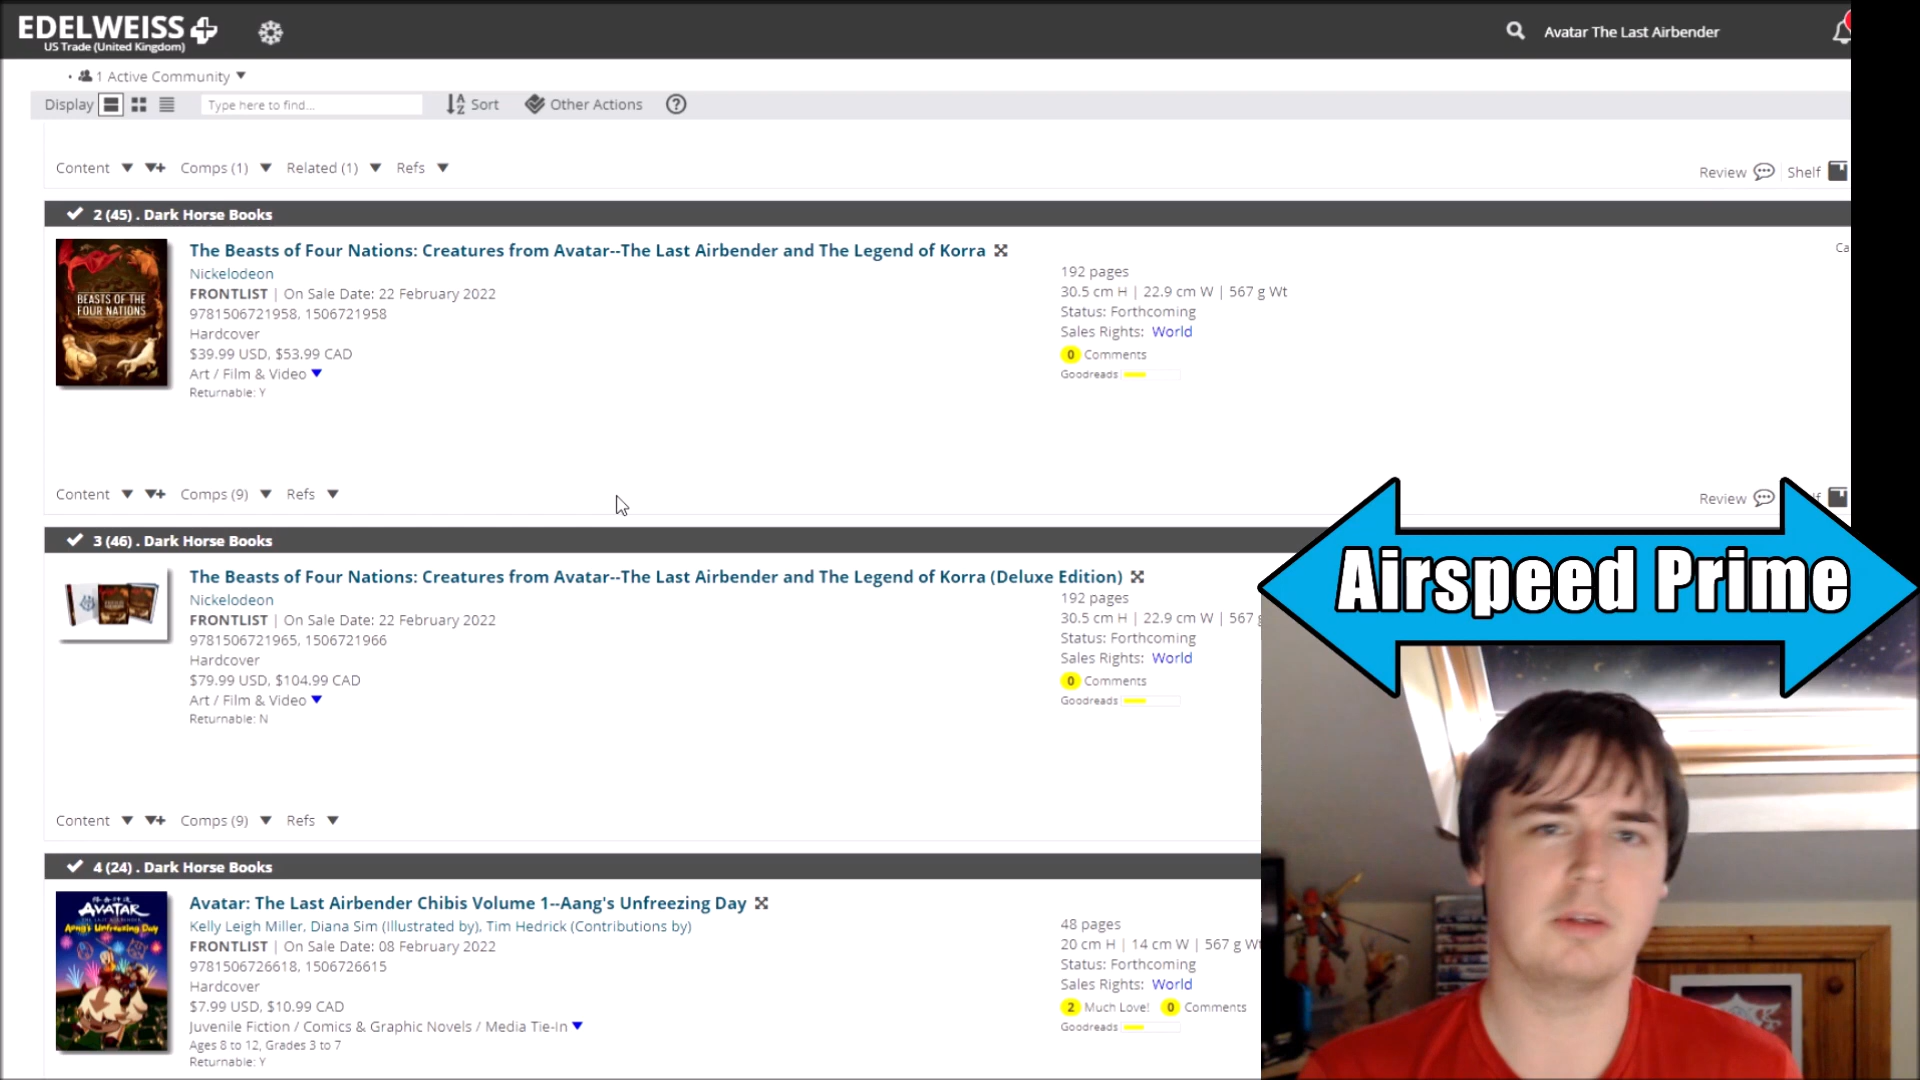 EDELWEISS
US Trade (United Kingdom)
Avatar The Last Airbender
1 Active Community
Display
Type here to find...
Sort
Other Actions
Content
Comps (1)
Related (1)
Refs
Review
Shelf
2 (45) . Dark Horse Books
BEASTS OF THE
FOUR NATIONS
The Beasts of Four Nations: Creatures from Avatar--The Last Airbender and The Legend of Korra
Nickelodeon
FRONTLIST | On Sale Date: 22 February 2022
9781506721958, 1506721958
Hardcover
$39.99 USD, $53.99 CAD
Art / Film & Video
Returnable: Y
Ca
192 pages
30.5 cm H | 22.9 cm W | 567 g Wt
Status: Forthcoming
Sales Rights: World
0 Comments
Goodreads
Content
Comps (9)
Refs
Review
3 (46) . Dark Horse Books
The Beasts of Four Nations: Creatures from Avatar--The Last Airbender and The Legend of Korra (Deluxe Edition)
Nickelodeon
FRONTLIST | On Sale Date: 22 February 2022
9781506721965, 1506721966
Hardcover
$79.99 USD, $104.99 CAD
Art / Film & Video
Returnable: N
192 pages
30.5 cm H | 22.9 cm W | 567 g
Status: Forthcoming
Sales Rights: World
0 Comments
Goodreads
Airspeed Prime
Content
Comps (9)
Refs
4 (24) . Dark Horse Books
AVATAR
Aang's Unfreezing Day
Avatar: The Last Airbender Chibis Volume 1--Aang's Unfreezing Day
Kelly Leigh Miller, Diana Sim (Illustrated by), Tim Hedrick (Contributions by)
FRONTLIST | On Sale Date: 08 February 2022
9781506726618, 1506726615
Hardcover
$7.99 USD, $10.99 CAD
Juvenile Fiction / Comics & Graphic Novels / Media Tie-In
Ages 8 to 12, Grades 3 to 7
Returnable: Y
48 pages
20 cm H | 14 cm W | 567 g Wt
Status: Forthcoming
Sales Rights: World
2 Much Love! 0 Comments
Goodreads